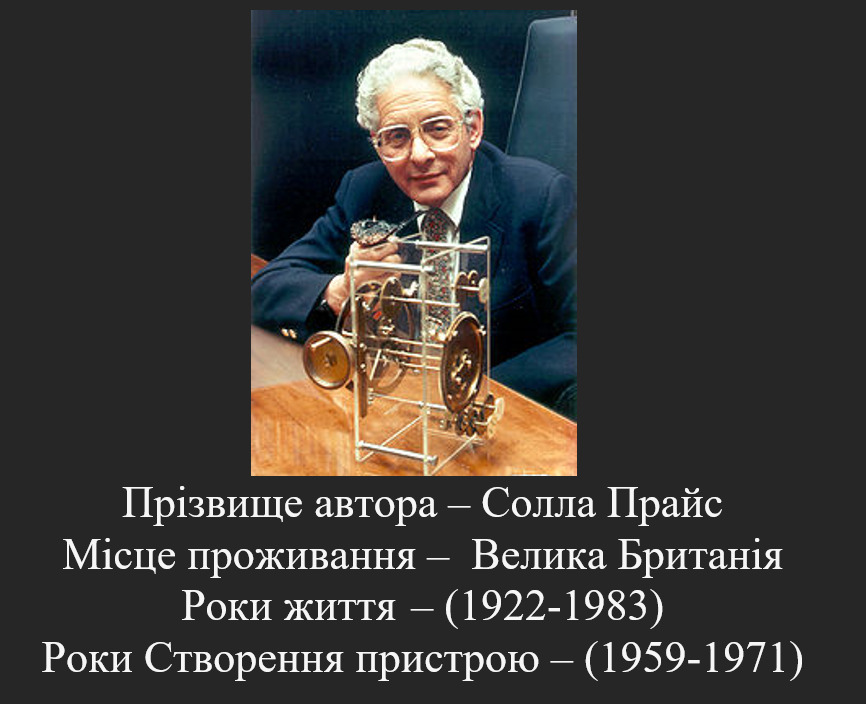 Прізвище автора – Солла Прайс
Місце проживання – Велика Британія
Роки життя – (1922-1983)
Роки Створення пристрою – (1959-1971)